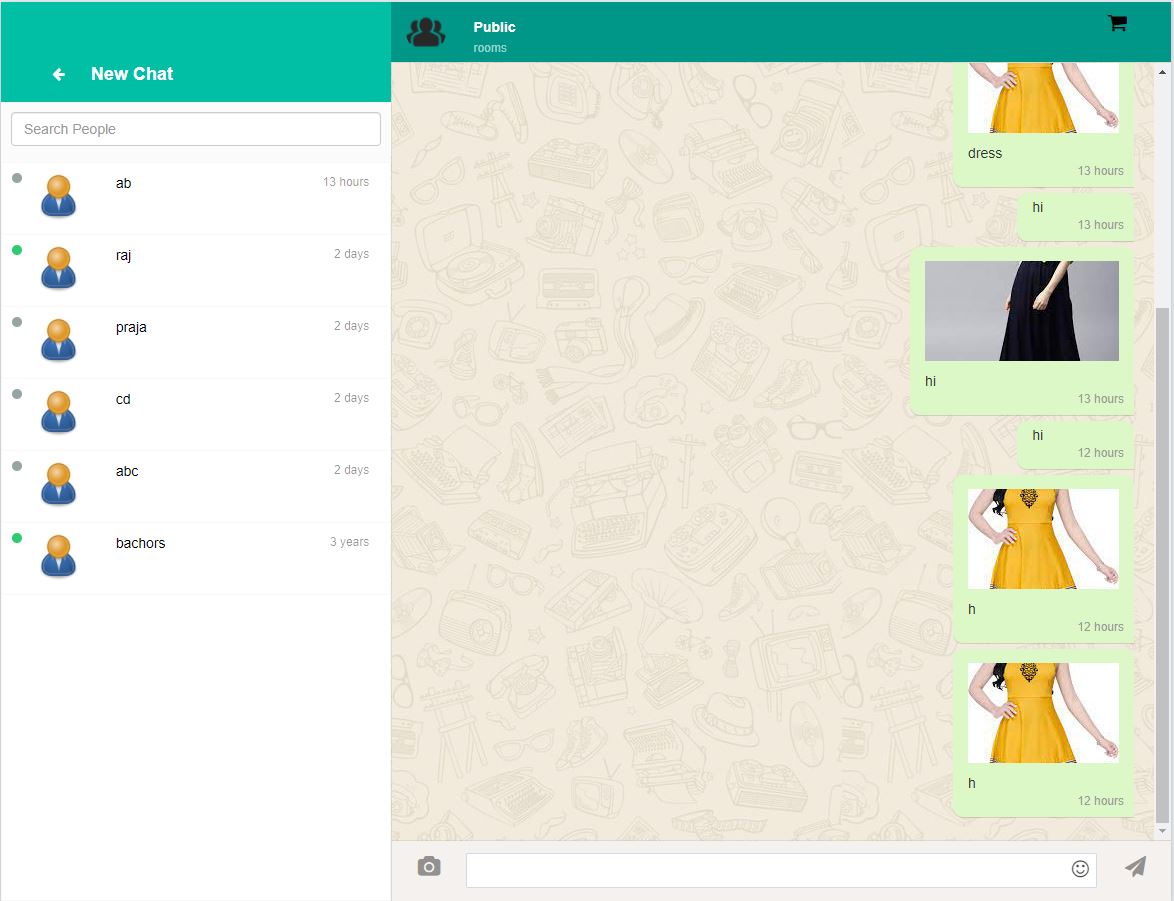 New Chat
Search People
ab
13 hours
raj
2 days
praja
2 days
cd
2 days
abc
2 days
bachors
3 years
Public
rooms
dress
13 hours
hi
13 hours
hi
13 hours
hi
12 hours
h
12 hours
h
12 hours